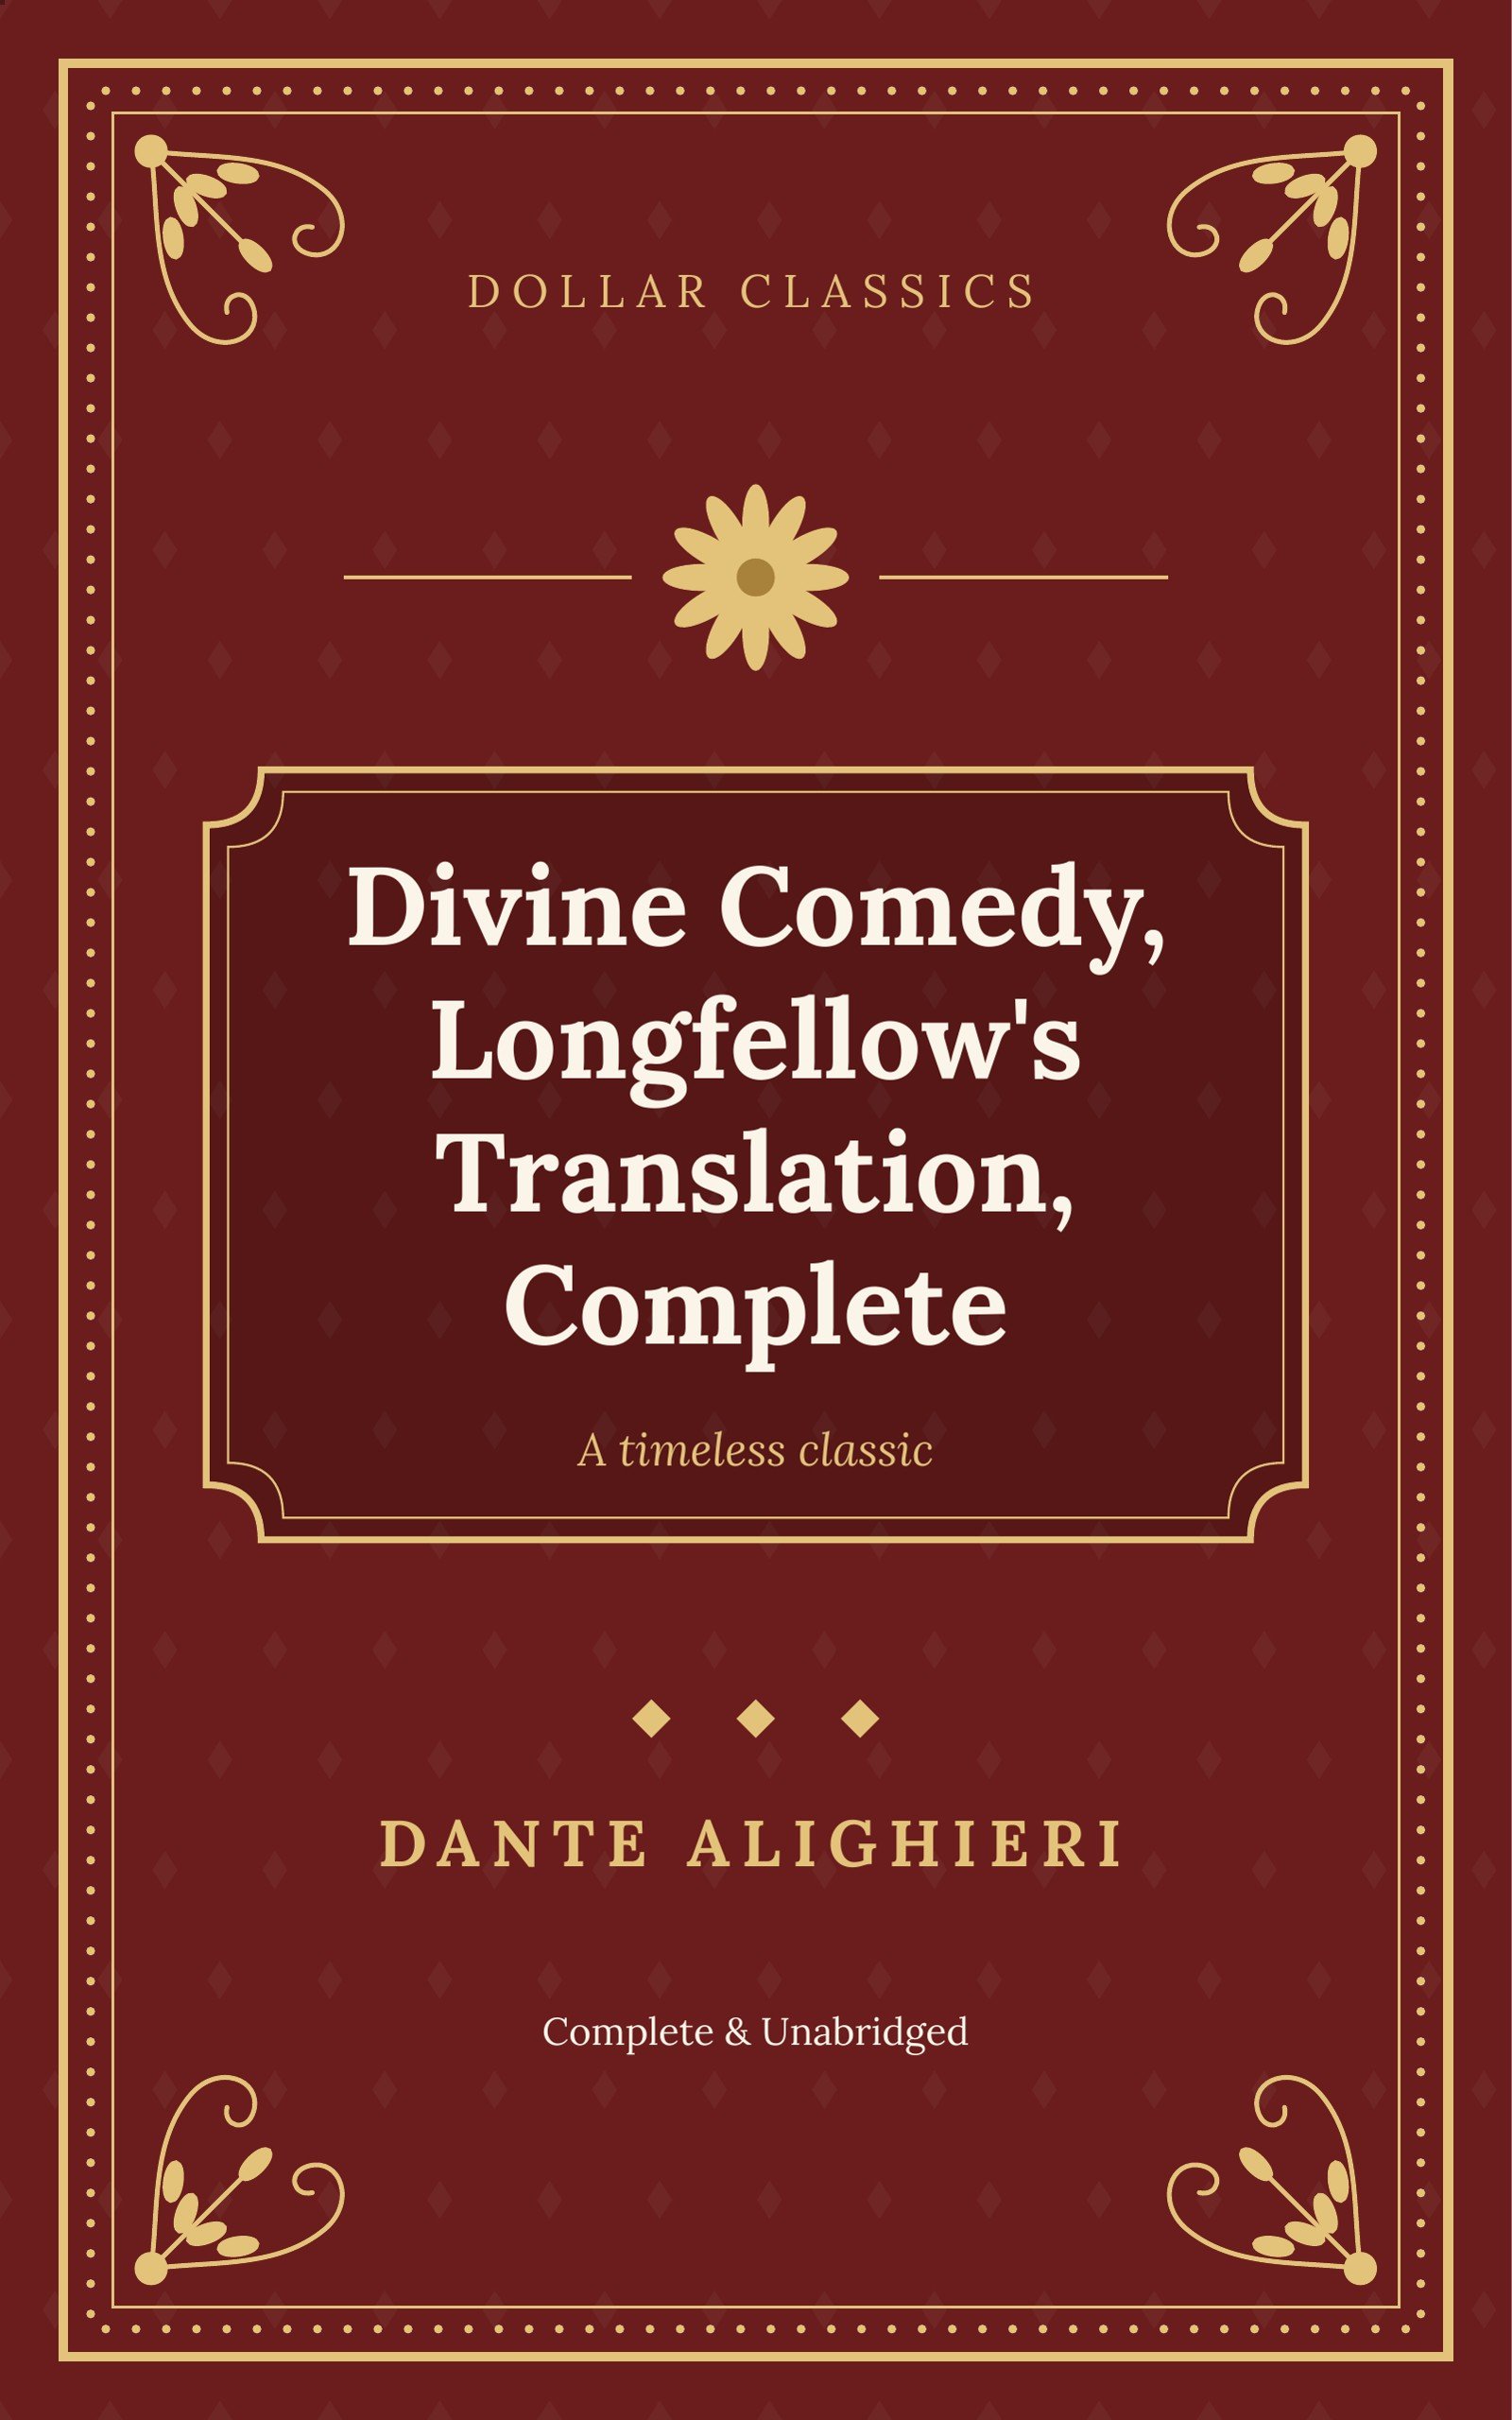 DOLLAR CLASSICS
Divine Comedy,
Longfellow's
Translation,
Complete
A timeless classic
DANTE ALIGHIERI
Complete & Unabridged